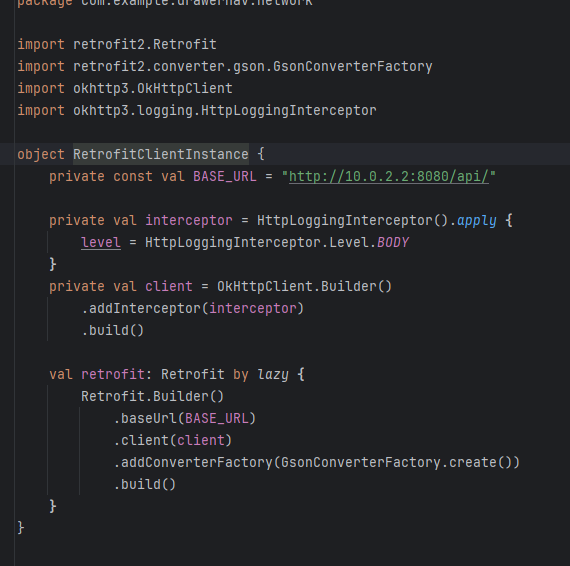 package com.example.drawernav.network
import retrofit2.Retrofit
import retrofit2.converter.gson.GsonConverterFactory
import okhttp3.OkHttpClient
import okhttp3.logging.HttpLoggingInterceptor
object RetrofitClientInstance {
    private const val BASE_URL = "http://10.0.2.2:8080/api/"
    private val interceptor = HttpLoggingInterceptor().apply {
        level = HttpLoggingInterceptor.Level.BODY
    }
    private val client = OkHttpClient.Builder()
        .addInterceptor(interceptor)
        .build()
    val retrofit: Retrofit by lazy {
        Retrofit.Builder()
            .baseUrl(BASE_URL)
            .client(client)
            .addConverterFactory(GsonConverterFactory.create())
            .build()
    }
}